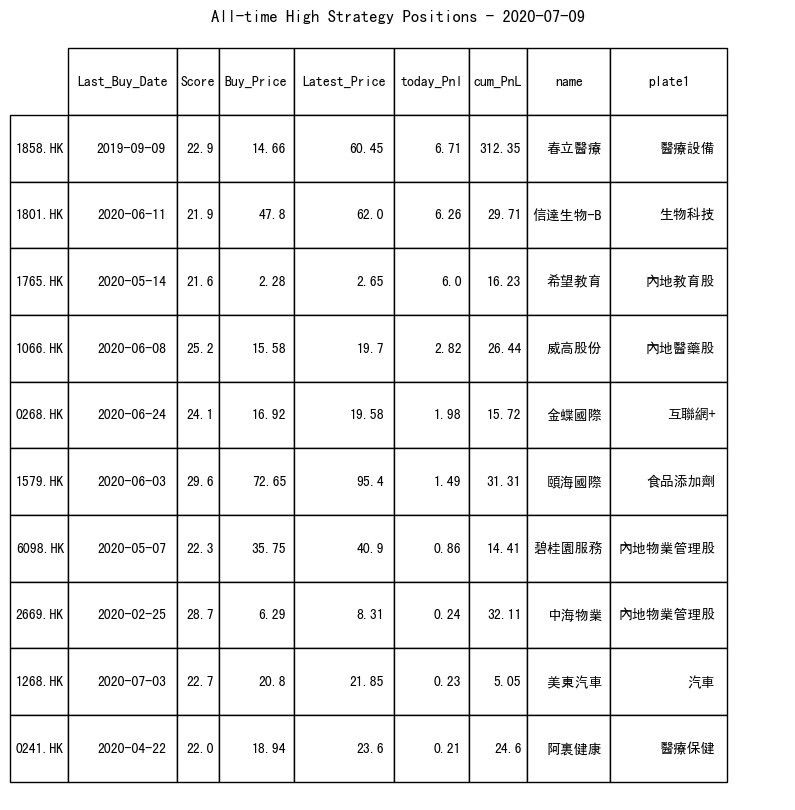 All-time High Strategy Positions - 2020-07-09
Last_Buy_Date Score Buy_Price Latest_Price today_Pnl cum_PnL name plate1
1858.HK 2019-09-09 22.9 14.66 60.45 6.71 312.35 春立醫療 醫療設備
1801.HK 2020-06-11 21.9 47.8 62.0 6.26 29.71 信達生物-B 生物科技
1765.HK 2020-05-14 21.6 2.28 2.65 6.0 16.23 希望教育 內地教育股
1066.HK 2020-06-08 25.2 15.58 19.7 2.82 26.44 威高股份 內地醫藥股
0268.HK 2020-06-24 24.1 16.92 19.58 1.98 15.72 金蝶國際 互聯網+
1579.HK 2020-06-03 29.6 72.65 95.4 1.49 31.31 頤海國際 食品添加劑
6098.HK 2020-05-07 22.3 35.75 40.9 0.86 14.41 碧桂園服務 內地物業管理股
2669.HK 2020-02-25 28.7 6.29 8.31 0.24 32.11 中海物業 內地物業管理股
1268.HK 2020-07-03 22.7 20.8 21.85 0.23 5.05 美東汽車 汽車
0241.HK 2020-04-22 22.0 18.94 23.6 0.21 24.6 阿裏健康 醫療保健